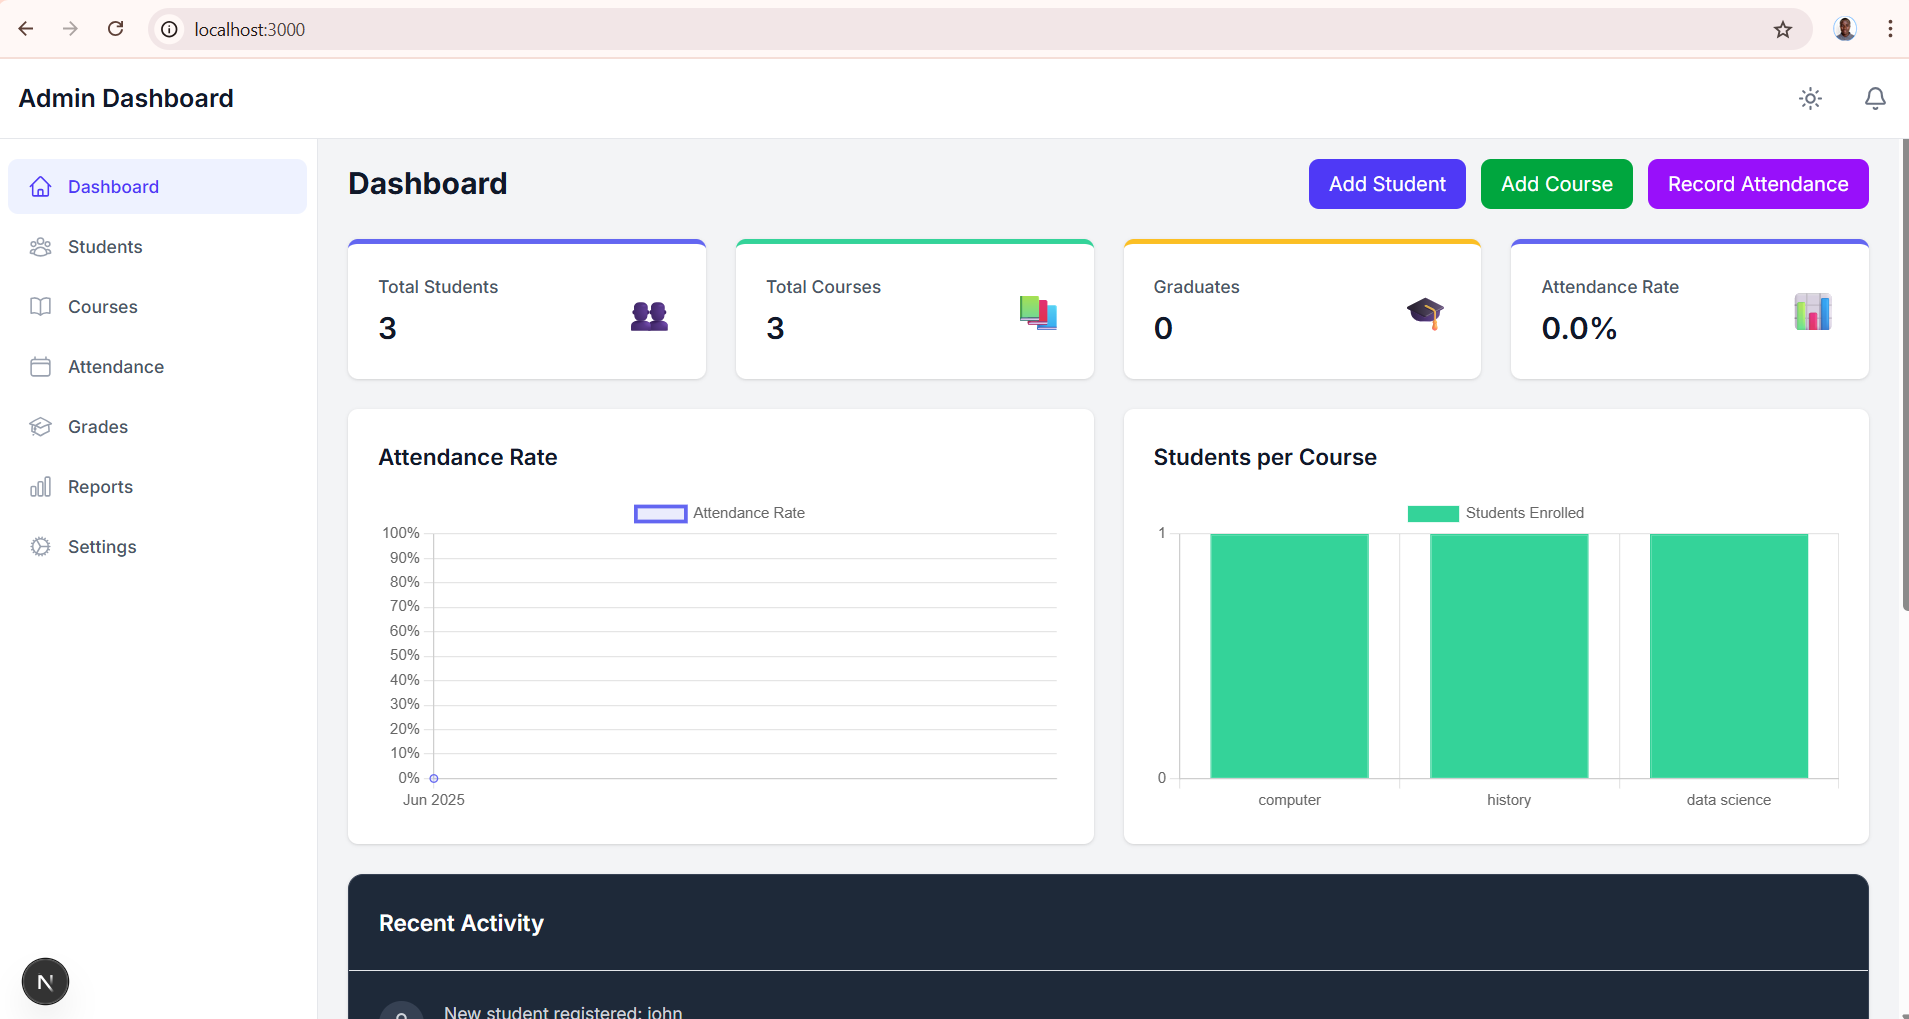 localhost:3000
Admin Dashboard
Dashboard
Students
Courses
Attendance
Grades
Reports
Settings
N
Dashboard
Add Student
Add Course
Record Attendance
Total Students
3
Total Courses
3
Graduates
0
Attendance Rate
0.0%
Attendance Rate
Attendance Rate
100%
90%
80%
70%
60%
50%
40%
30%
20%
10%
0%
Jun 2025
Students per Course
Students Enrolled
1
0
computer
history
data science
Recent Activity
New student registered: john